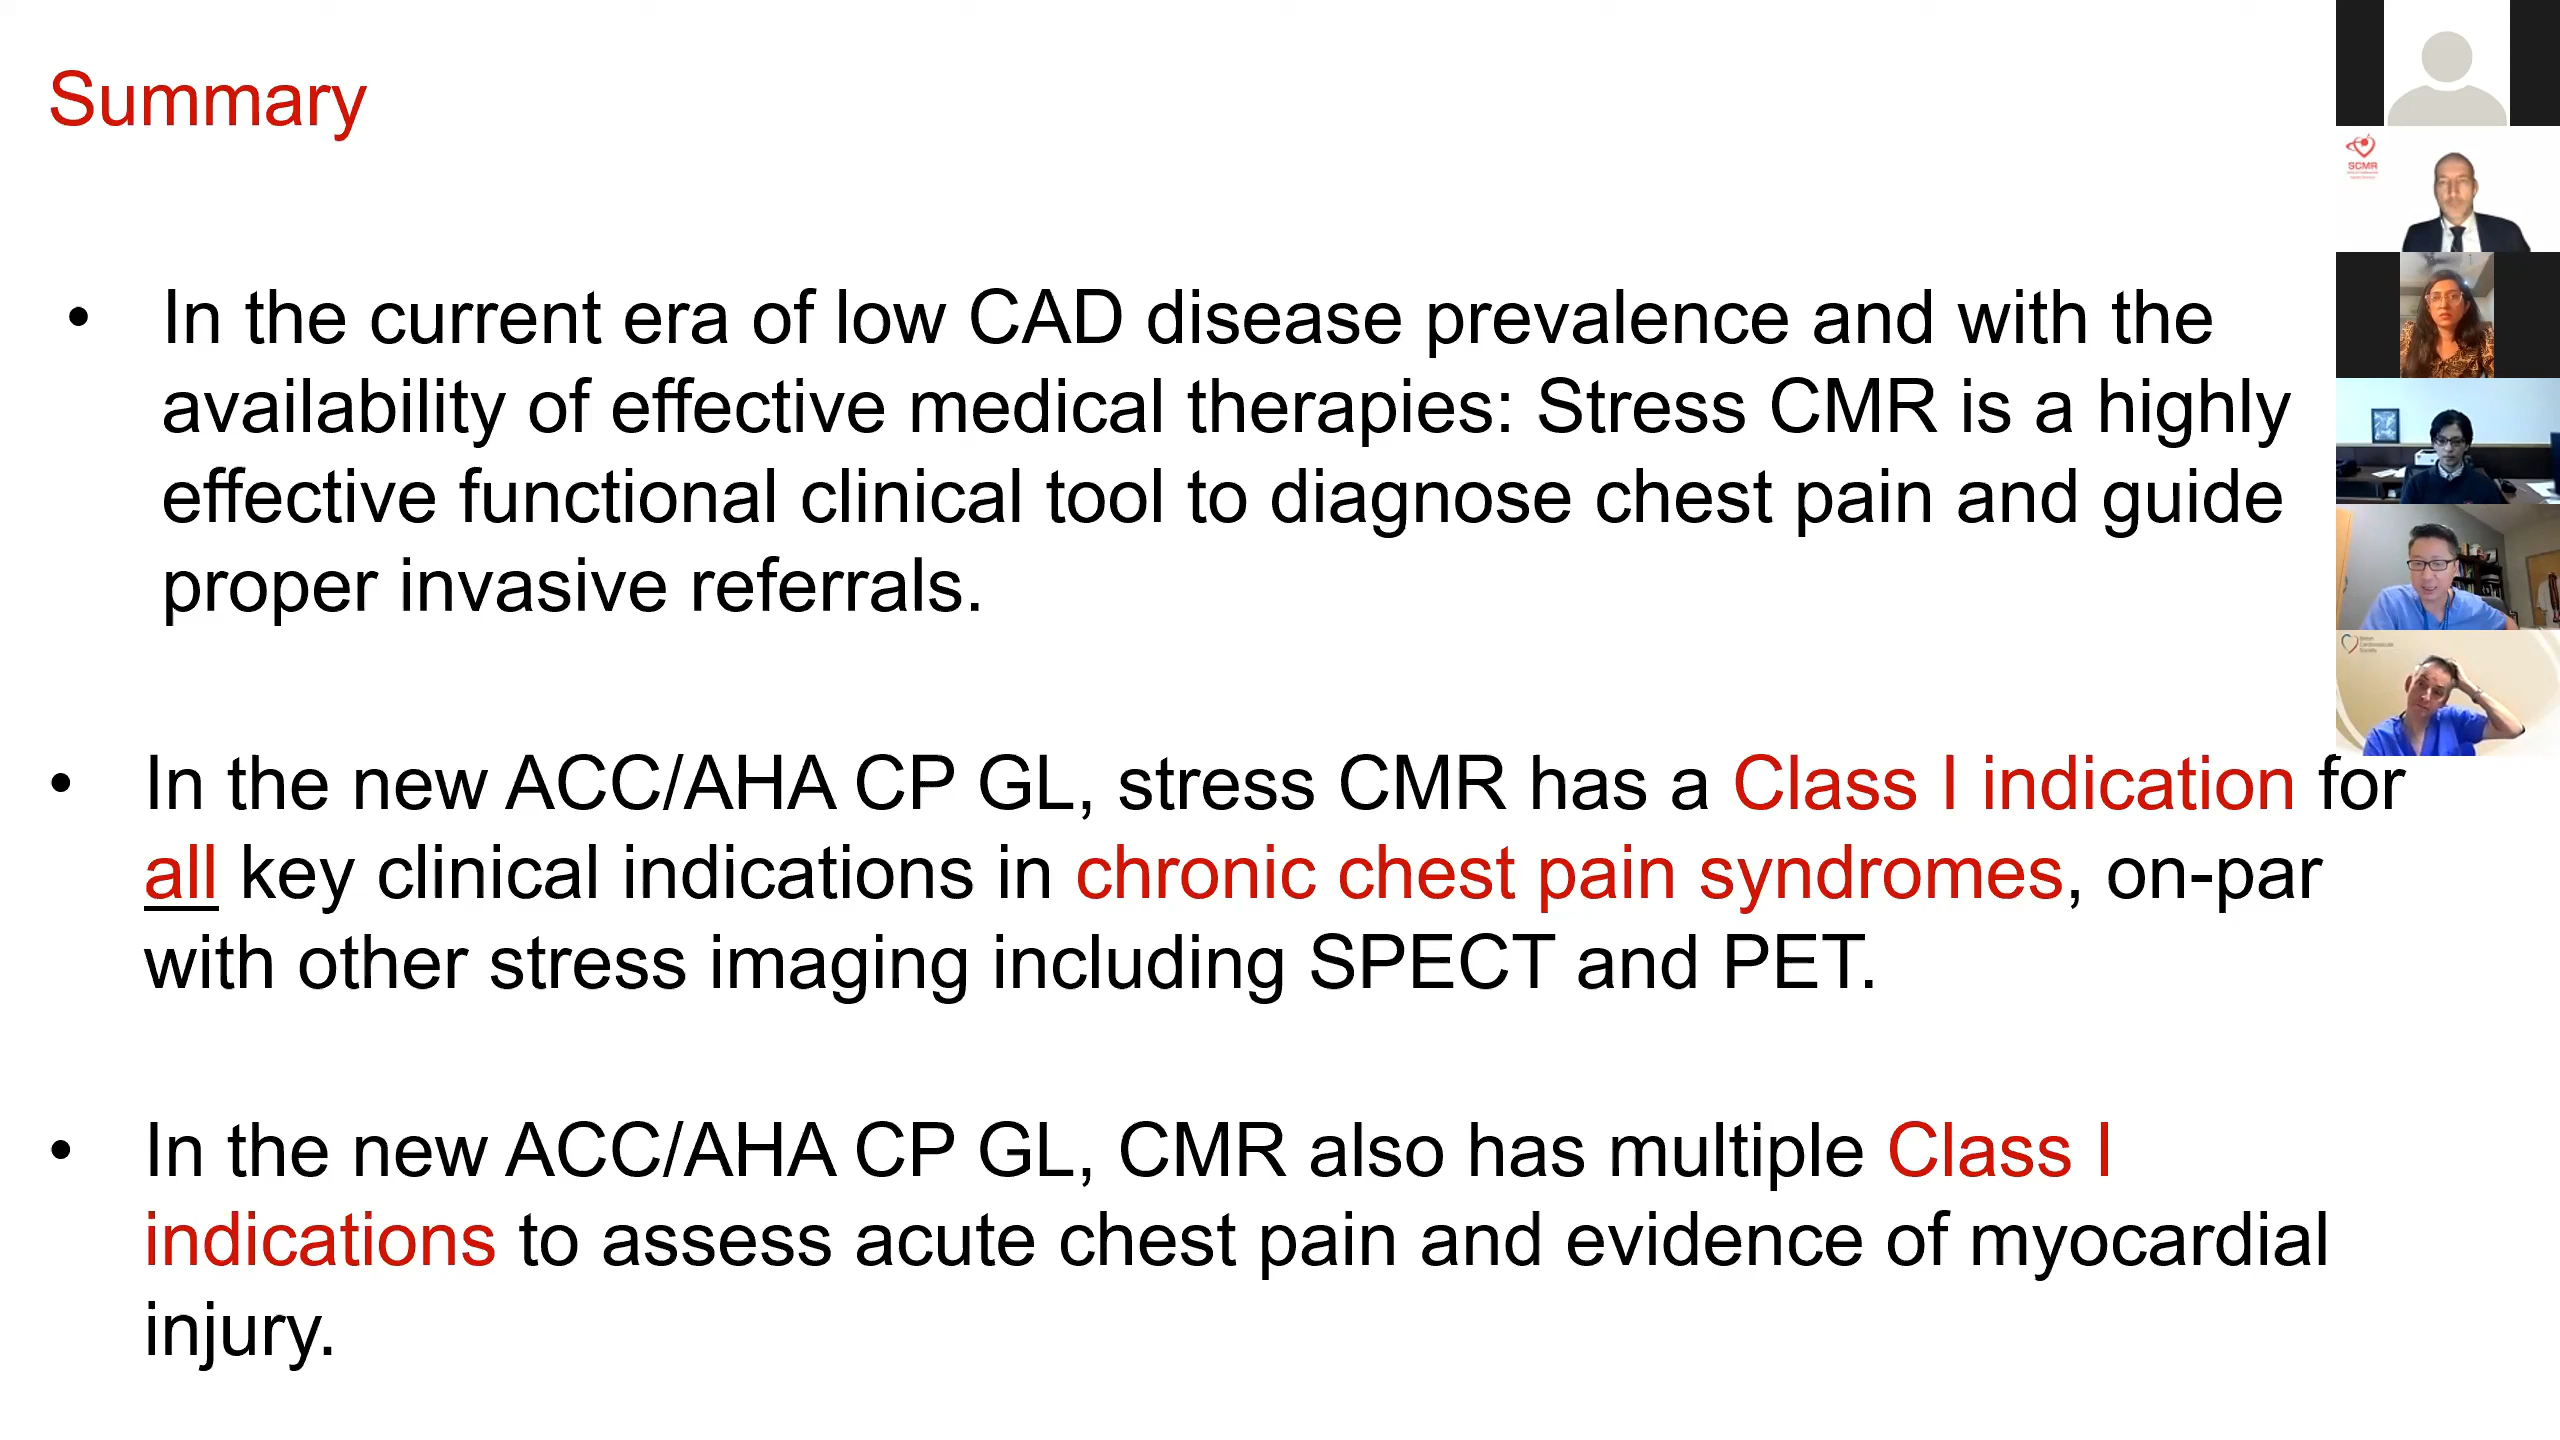 Summary
• In the current era of low CAD disease prevalence and with the
availability of effective medical therapies: Stress CMR is a highly
effective functional clinical tool to diagnose chest pain and guide
proper invasive referrals.
• In the new ACC/AHA CP GL, stress CMR has a Class I indication for
all key clinical indications in chronic chest pain syndromes, on-par
with other stress imaging including SPECT and PET.
• In the new ACC/AHA CP GL, CMR also has multiple Class I
indications to assess acute chest pain and evidence of myocardial
injury.
SCMR
Cardiovascular
Society